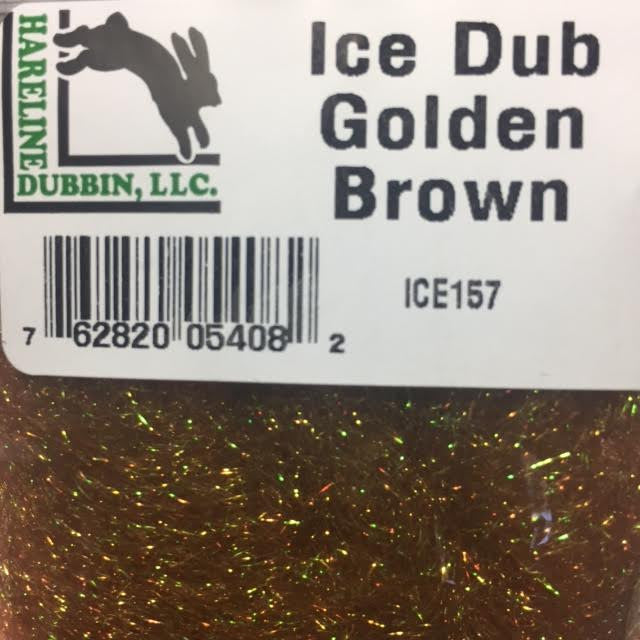 HARELINE
DUBBIN, LLC.
Ice Dub
Golden
Brown
ICE157
7 62820 05408 2